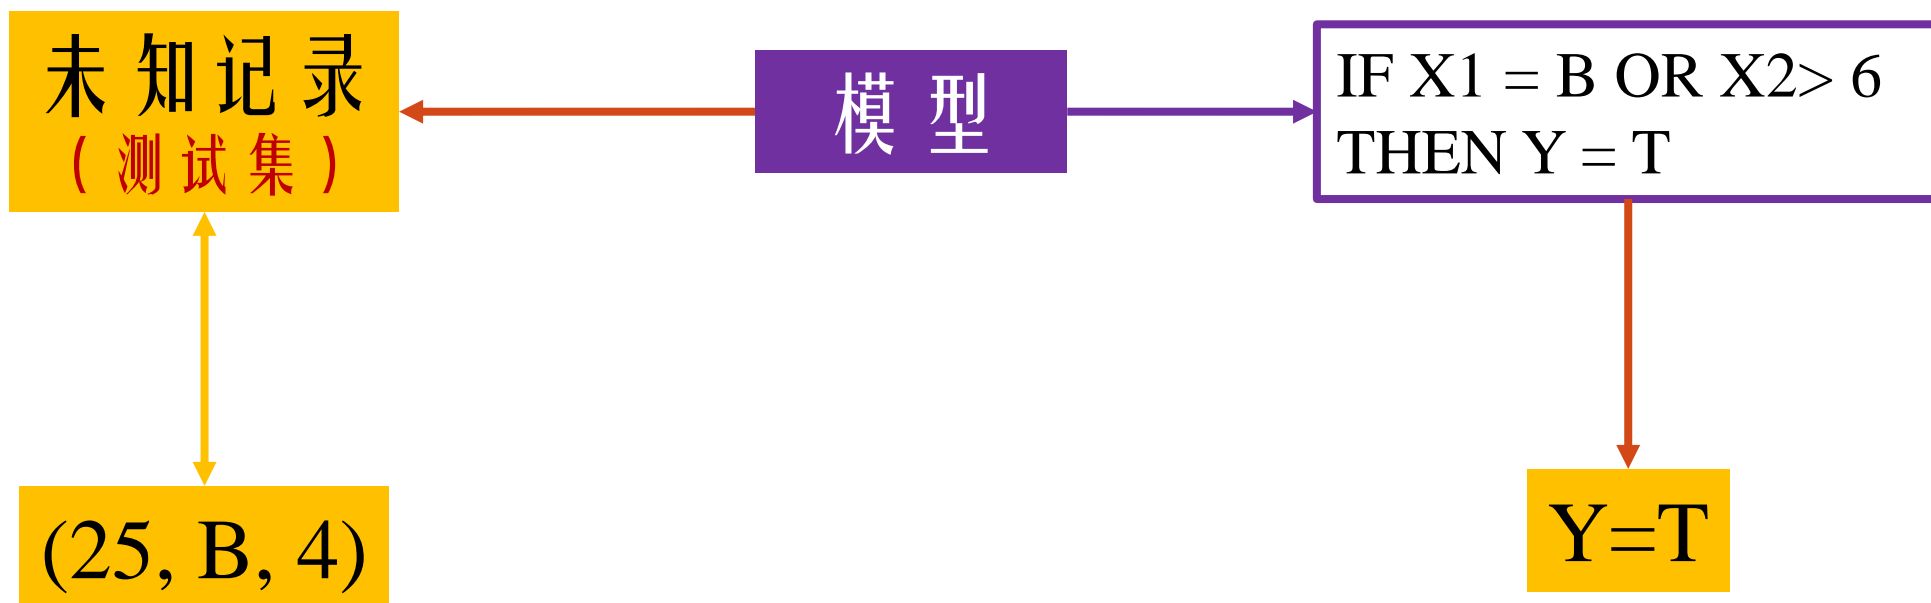 未知记录
(测试集)
模型
IF X1 = B OR X2> 6
THEN Y = T
(25, B, 4)
Y=T